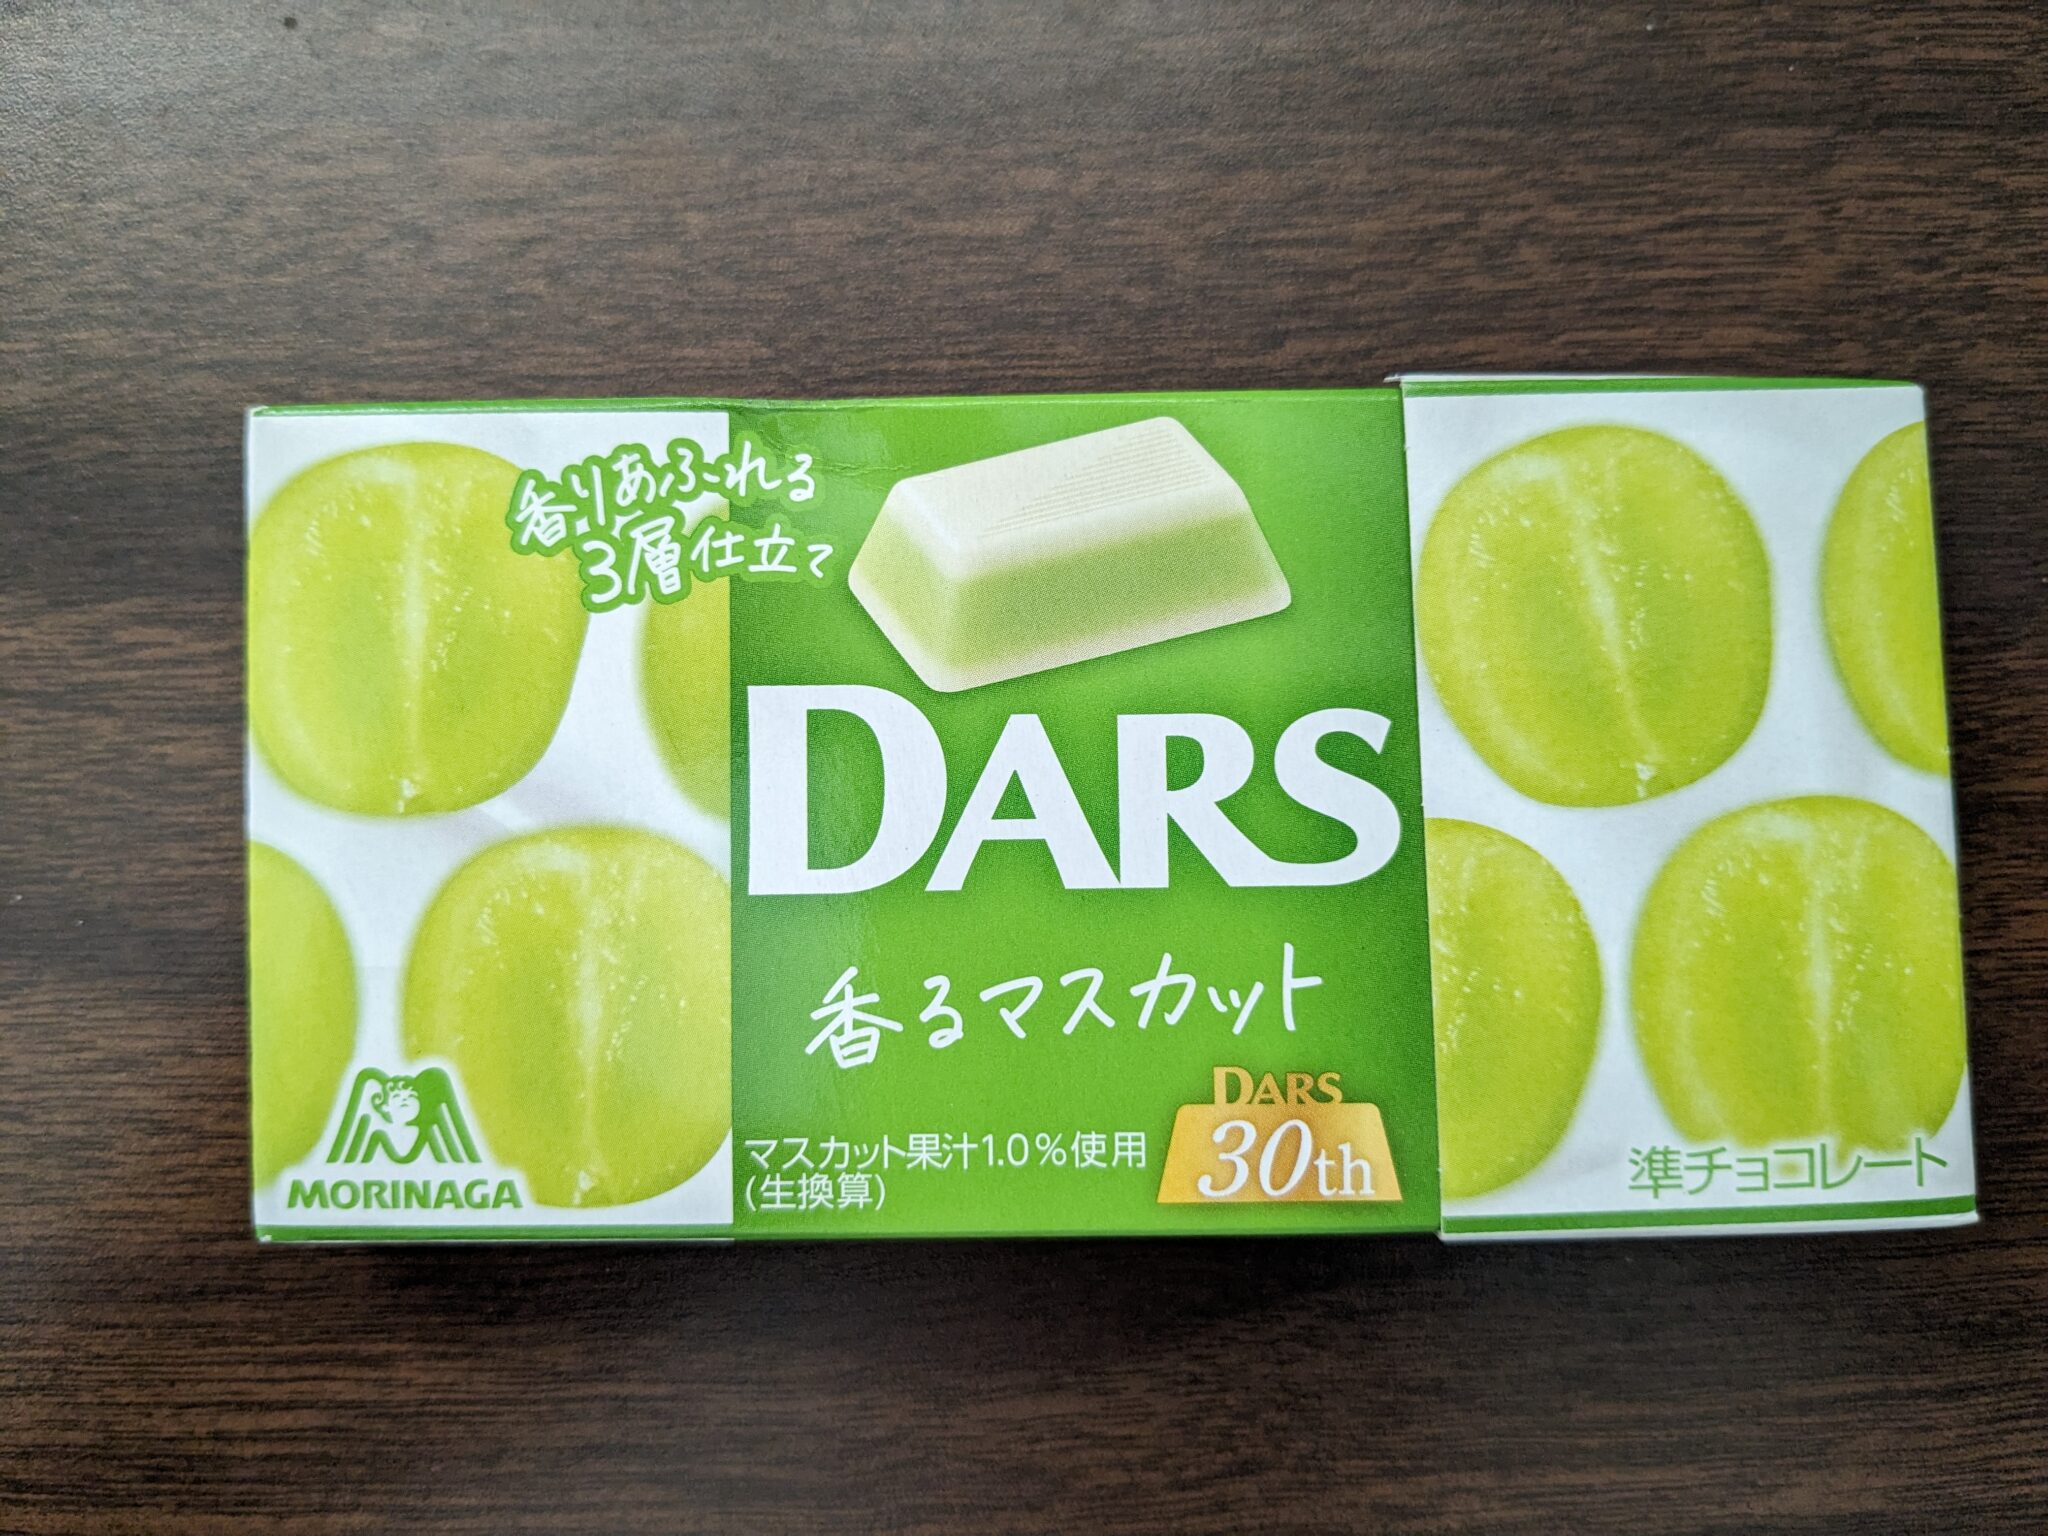 香りあふれる
3層仕立て
DARS
香るマスカット
DARS
30th
マスカット果汁1.0%使用
(生換算)
MORINAGA
準チョコレート